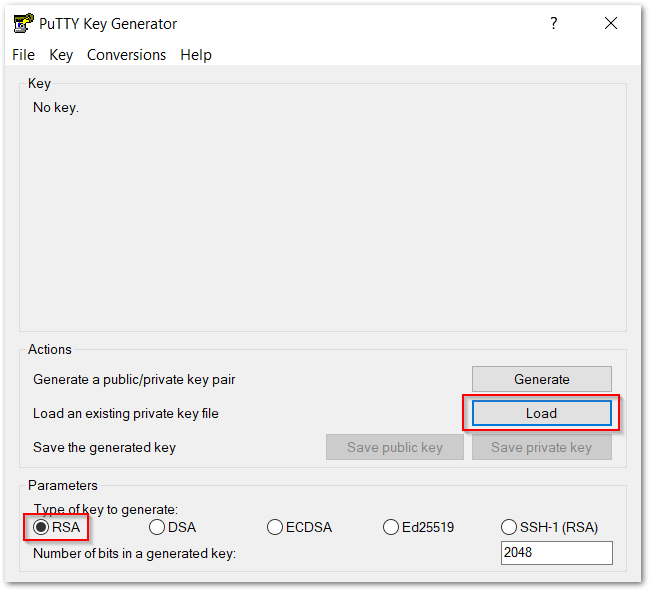 PuTTY Key Generator ?
File Key Conversions Help
Key
No key.
Actions
Generate a public/private key pair Generate
Load an existing private key file Load
Save the generated key Save public key Save private key
Parameters
Type of key to generate:
RSA DSA ECDSA Ed25519 SSH-1 (RSA)
Number of bits in a generated key: 2048